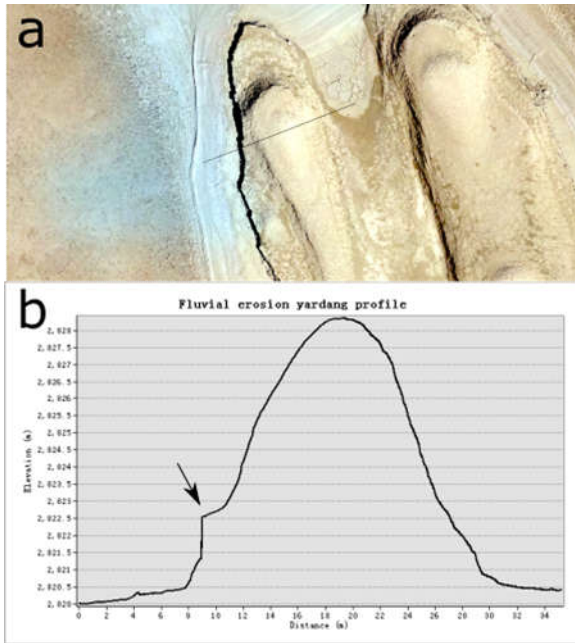 a
b
Fluvial erosion yardang profile
2,028
2,027.5
2,027
2,026.5
2,026
2,025.5
2,025
2,024.5
2,024
2,023.5
2,023
2,022.5
2,022
2,021.5
2,021
2,020.5
2,020
Elevation (m)
0 2 4 6 8 10 12 14 16 18 20 22 24 26 28 30 32 34
Distance (m)